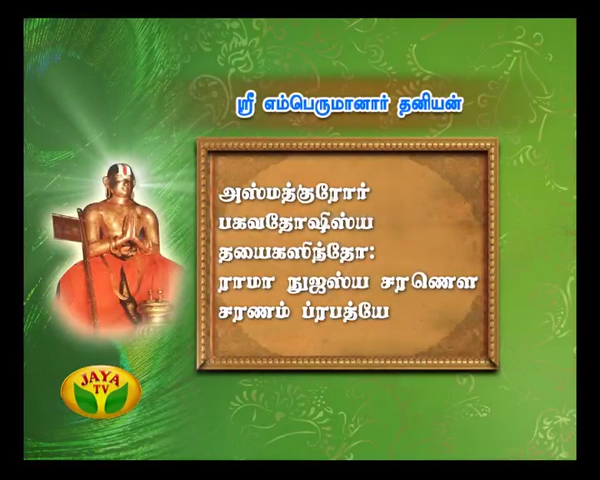 ஸ்ரீ எம்பெருமானார் தனியன்
அஸ்மத்குரோர்
பகவதோஷிஸ்ய
தயைகஸிந்தோ:
ராமா நுஜஸ்ய சரணௌ
சரணம் ப்ரபத்யே
JAYA
TV